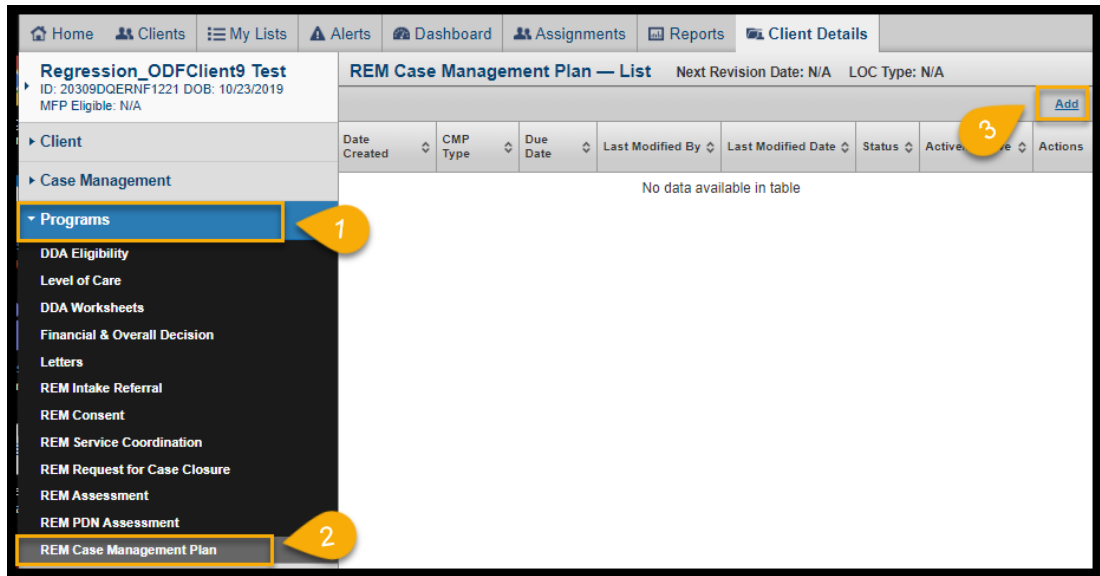 Home Clients My Lists Alerts Dashboard Assignments Reports Client Details
Regression_ODFClient9 Test
ID: 20309DQERNF1221 DOB: 10/23/2019
MFP Eligible: N/A
REM Case Management Plan — List Next Revision Date: N/A LOC Type: N/A
Add
3
Client
Case Management
Programs
1
DDA Eligibility
Level of Care
DDA Worksheets
Financial & Overall Decision
Letters
REM Intake Referral
REM Consent
REM Service Coordination
REM Request for Case Closure
REM Assessment
REM PDN Assessment
REM Case Management Plan
2
Date Created CMP Type Due Date Last Modified By Last Modified Date Status Actions
No data available in table